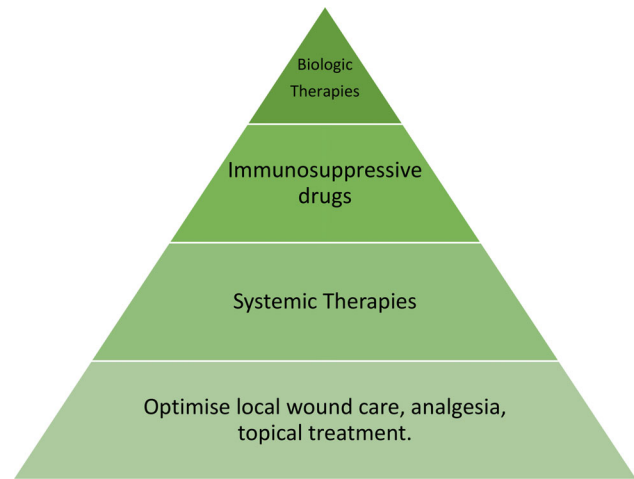 Biologic
Therapies
Immunosuppressive
drugs
Systemic Therapies
Optimise local wound care, analgesia,
topical treatment.